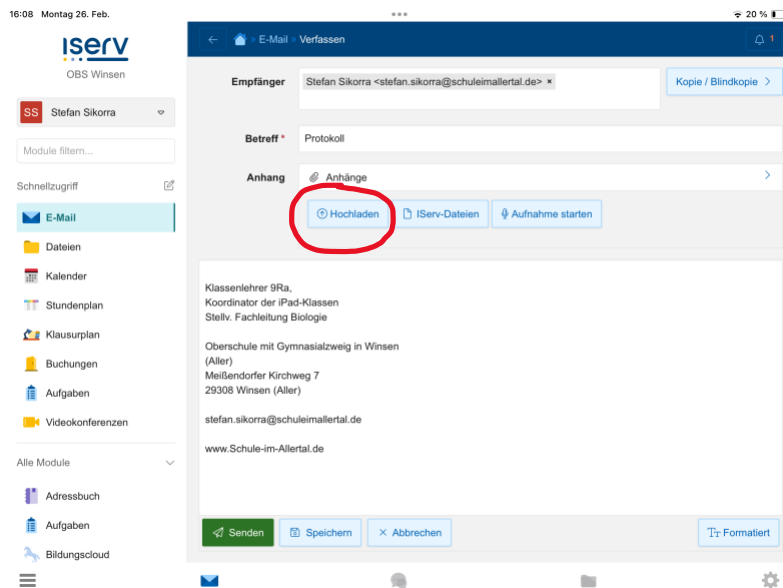 16:08 Montag 26. Feb.
20 %
IServ
OBS Winsen
SS Stefan Sikorra
Module filtern...
Schnellzugriff
E-Mail
Dateien
Kalender
Stundenplan
Klausurplan
Buchungen
Aufgaben
Videokonferenzen
Alle Module
Adressbuch
Aufgaben
Bildungscloud
E-Mail » Verfassen
1
Empfänger
Stefan Sikorra <stefan.sikorra@schuleimallertal.de> ×
Kopie / Blindkopie
Betreff * Protokoll
Anhang Anhänge
Hochladen IServ-Dateien Aufnahme starten
Klassenlehrer 9Ra,
Koordinator der iPad-Klassen
Stellv. Fachleitung Biologie
Oberschule mit Gymnasialzweig in Winsen
(Aller)
Meißendorfer Kirchweg 7
29308 Winsen (Aller)
stefan.sikorra@schuleimallertal.de
www.Schule-im-Allertal.de
Senden Speichern Abbrechen TT Formatiert